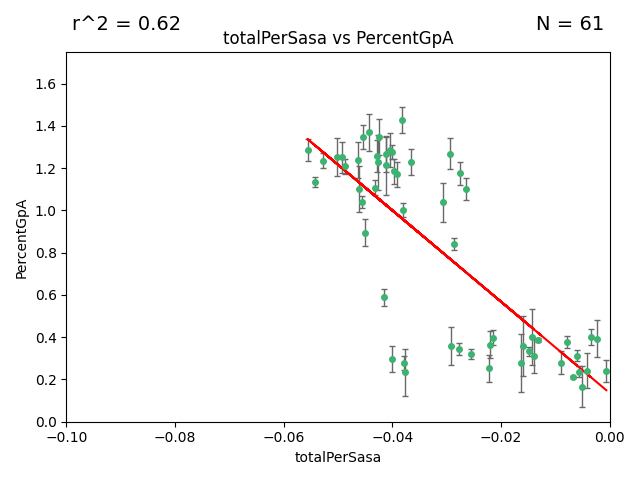 r^2 = 0.62 N = 61
totalPerSasa vs PercentGpA
1.6
1.4
1.2
1.0
0.8
0.6
0.4
0.2
0.0
PercentGpA
−0.10 −0.08 −0.06 −0.04 −0.02 0.00
totalPerSasa